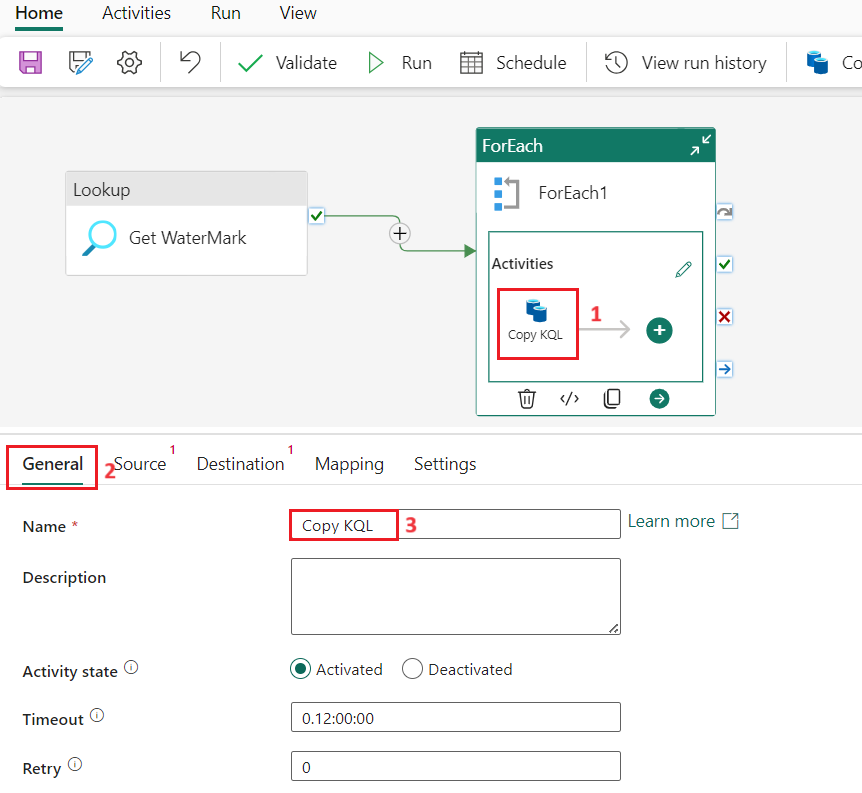 Home Activities Run View
Validate Run Schedule View run history Co
ForEach
Lookup
ForEach1
Get WaterMark
Activities
1
Copy KQL
General 2 Source 1 Destination 1 Mapping Settings
Name * Copy KQL 3 Learn more
Description
Activity state Activated Deactivated
Timeout 0.12:00:00
Retry 0